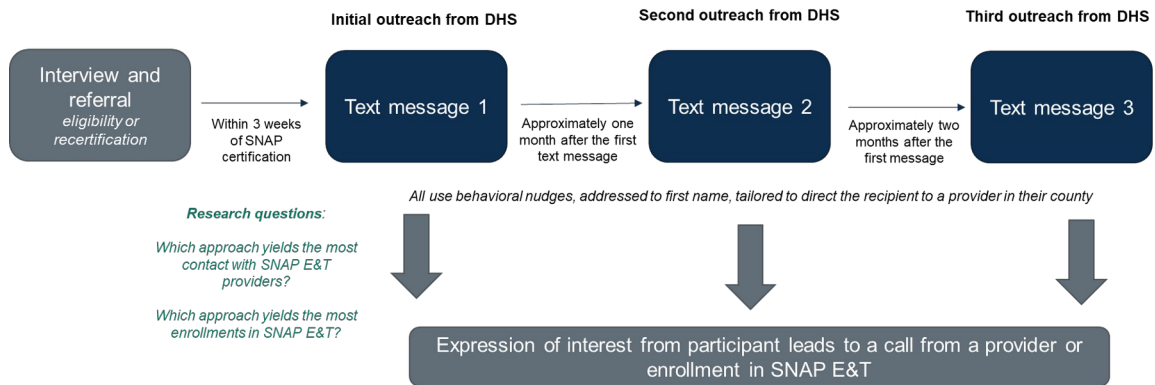 Initial outreach from DHS
Second outreach from DHS
Third outreach from DHS
Interview and
referral
eligibility or
recertification
Within 3 weeks
of SNAP
certification
Text message 1
Approximately one
month after the first
text message
Text message 2
Approximately two
months after the
first message
Text message 3
All use behavioral nudges, addressed to first name, tailored to direct the recipient to a provider in their county
Research questions:
Which approach yields the most
contact with SNAP E&T
providers?
Which approach yields the most
enrollments in SNAP E&T?
Expression of interest from participant leads to a call from a provider or
enrollment in SNAP E&T